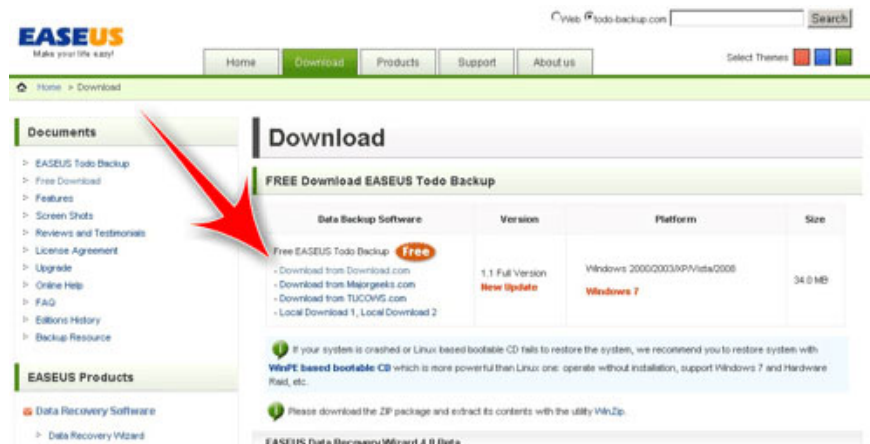 Web todo-backup.com Search
EASEUS
Make your life easy!
Home Download Products Support About us
Select Themes
Home > Download
Documents
EASEUS Todo Backup
Free Download
Features
Screen Shots
Reviews and Testimonials
License Agreement
Upgrade
Online Help
FAQ
Editions History
Backup Resource
EASEUS Products
Data Recovery Software
Data Recovery Wizard
Download
FREE Download EASEUS Todo Backup
Data Backup Software Version Platform Size
Free EASEUS Todo Backup Free
- Download from Download.com
- Download from Majorgeeks.com
- Download from TUCOWS.com
- Local Download 1, Local Download 2
1.1 Full Version
New Update
Windows 2000/2003/XP/Vista/2008
Windows 7
34.0 MB
If your system is crashed or Linux based bootable CD fails to restore the system, we recommend you to restore system with
WinPE based bootable CD which is more powerful than Linux one: operate without installation, support Windows 7 and Hardware
Raid, etc.
Please download the ZIP package and extract its contents with the utility WinZip.
EASEUS Data Recovery Wizard 4.8 Beta